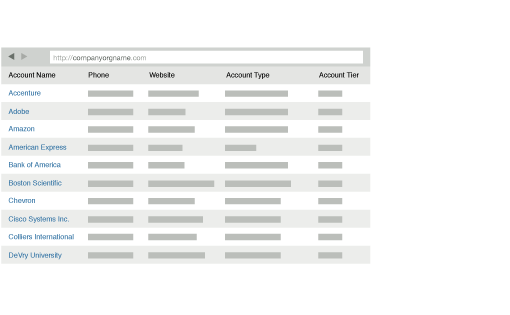 http://companyorgname.com
Account Name Phone Website Account Type Account Tier
Accenture
Adobe
Amazon
American Express
Bank of America
Boston Scientific
Chevron
Cisco Systems Inc.
Colliers International
DeVry University